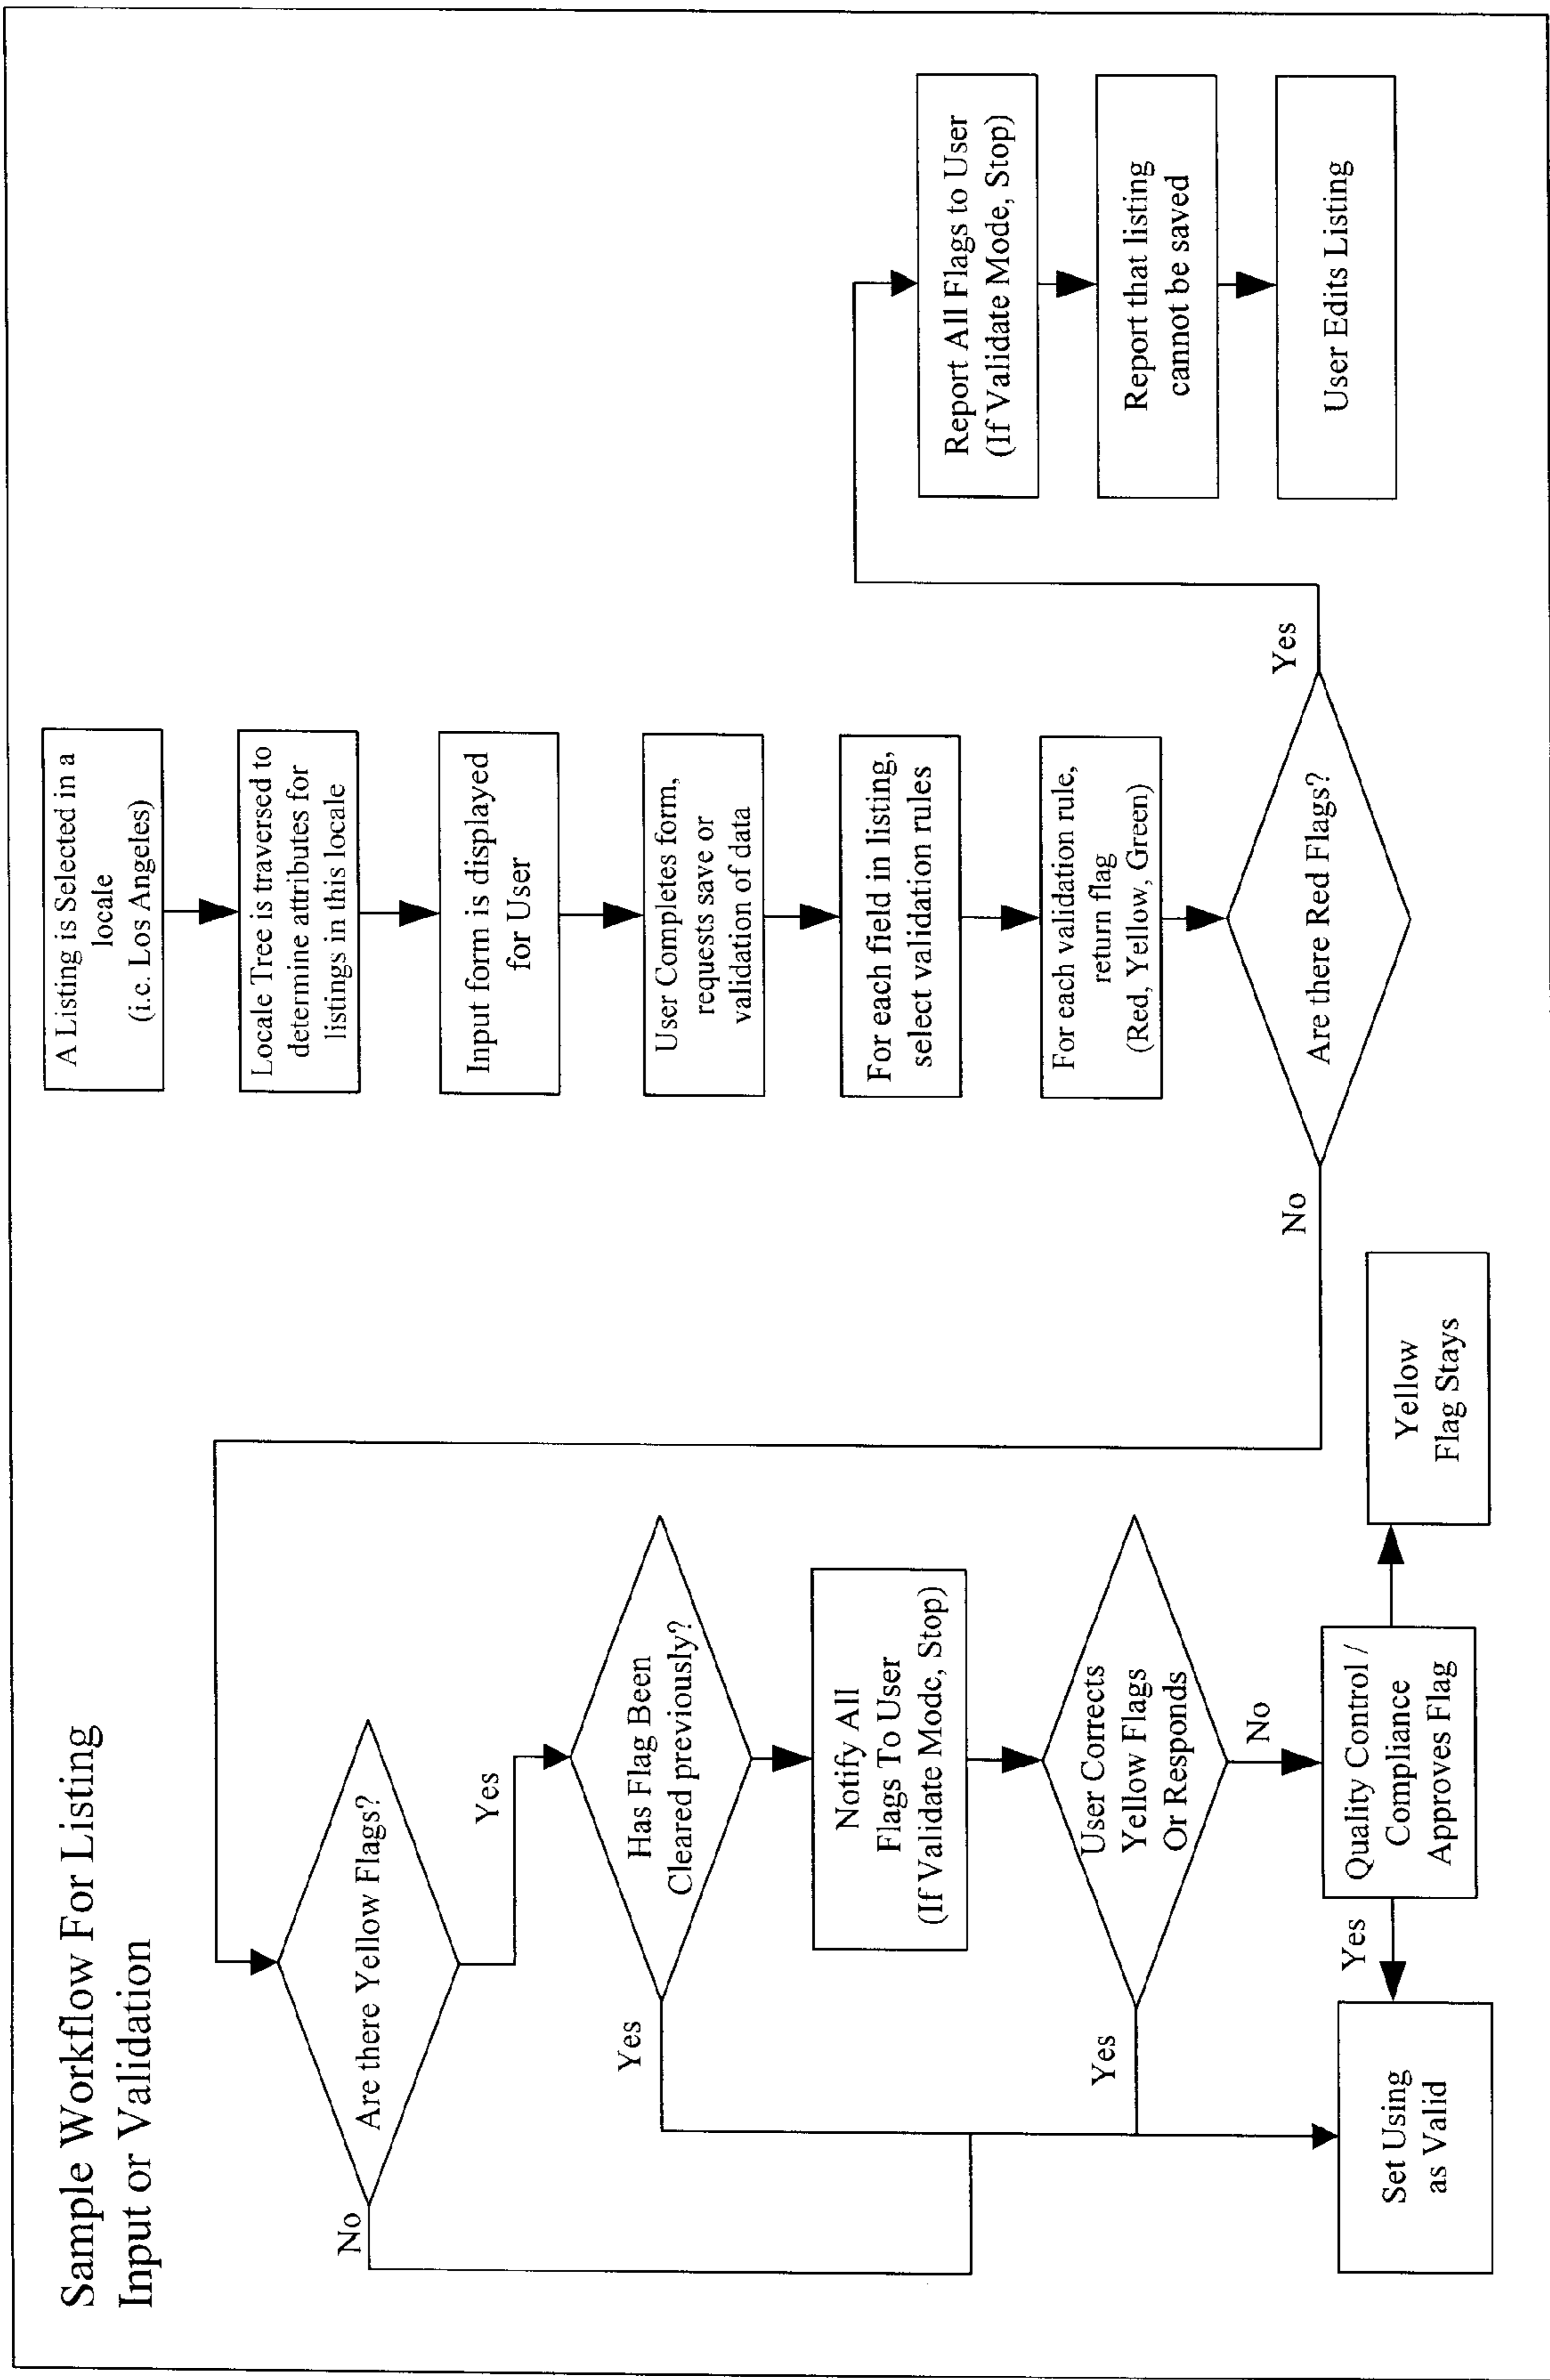 Sample Workflow For Listing
Input or Validation
A Listing is Selected in a
locale
(i.c. Los Angeles)
Locale Tree is traversed to
determine attributes for
listings in this locale
Input form is displayed
for User
User Completes form,
requests save or
validation of data
For each field in listing,
select validation rules
For each validation rule,
return flag
(Red, Yellow, Green)
Are there Red Flags?
Yes
No
Report All Flags to User
(If Validate Mode, Stop)
Report that listing
cannot be saved
User Edits Listing
Are there Yellow Flags?
No
Yes
Has Flag Been
Cleared previously?
Yes
Notify All
Flags To User
(If Validate Mode, Stop)
User Corrects
Yellow Flags
Or Responds
Yes
No
Quality Control /
Compliance
Approves Flag
Yes
Yellow
Flag Stays
Set Using
as Valid